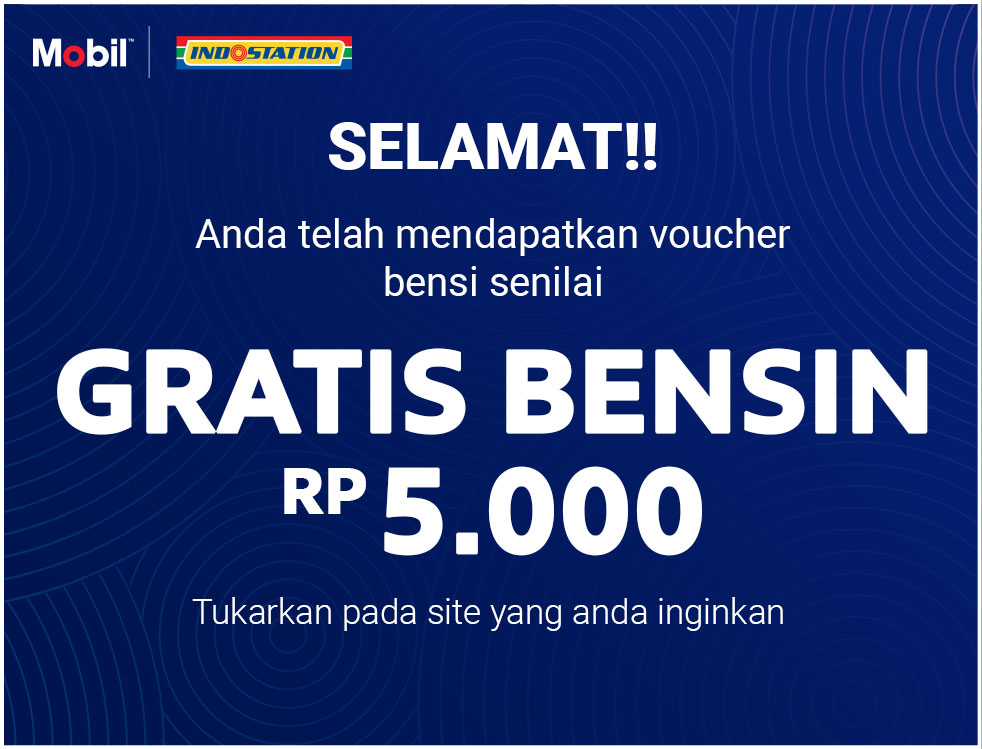 Mobil™
INDOSTATION
SELAMAT!!
Anda telah mendapatkan voucher
bensi senilai
GRATIS BENSIN
RP 5.000
Tukarkan pada site yang anda inginkan